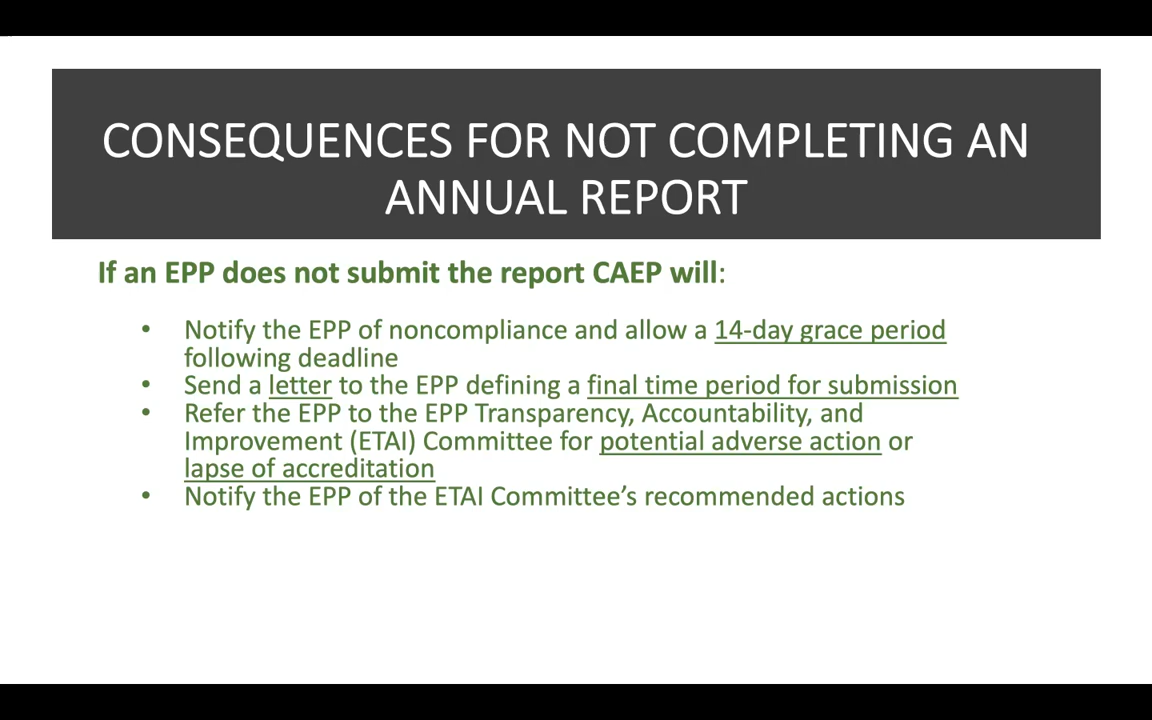 CONSEQUENCES FOR NOT COMPLETING AN
ANNUAL REPORT
If an EPP does not submit the report CAEP will:
• Notify the EPP of noncompliance and allow a 14-day grace period
following deadline
• Send a letter to the EPP defining a final time period for submission
• Refer the EPP to the EPP Transparency, Accountability, and
Improvement (ETAI) Committee for potential adverse action or
lapse of accreditation
• Notify the EPP of the ETAI Committee’s recommended actions